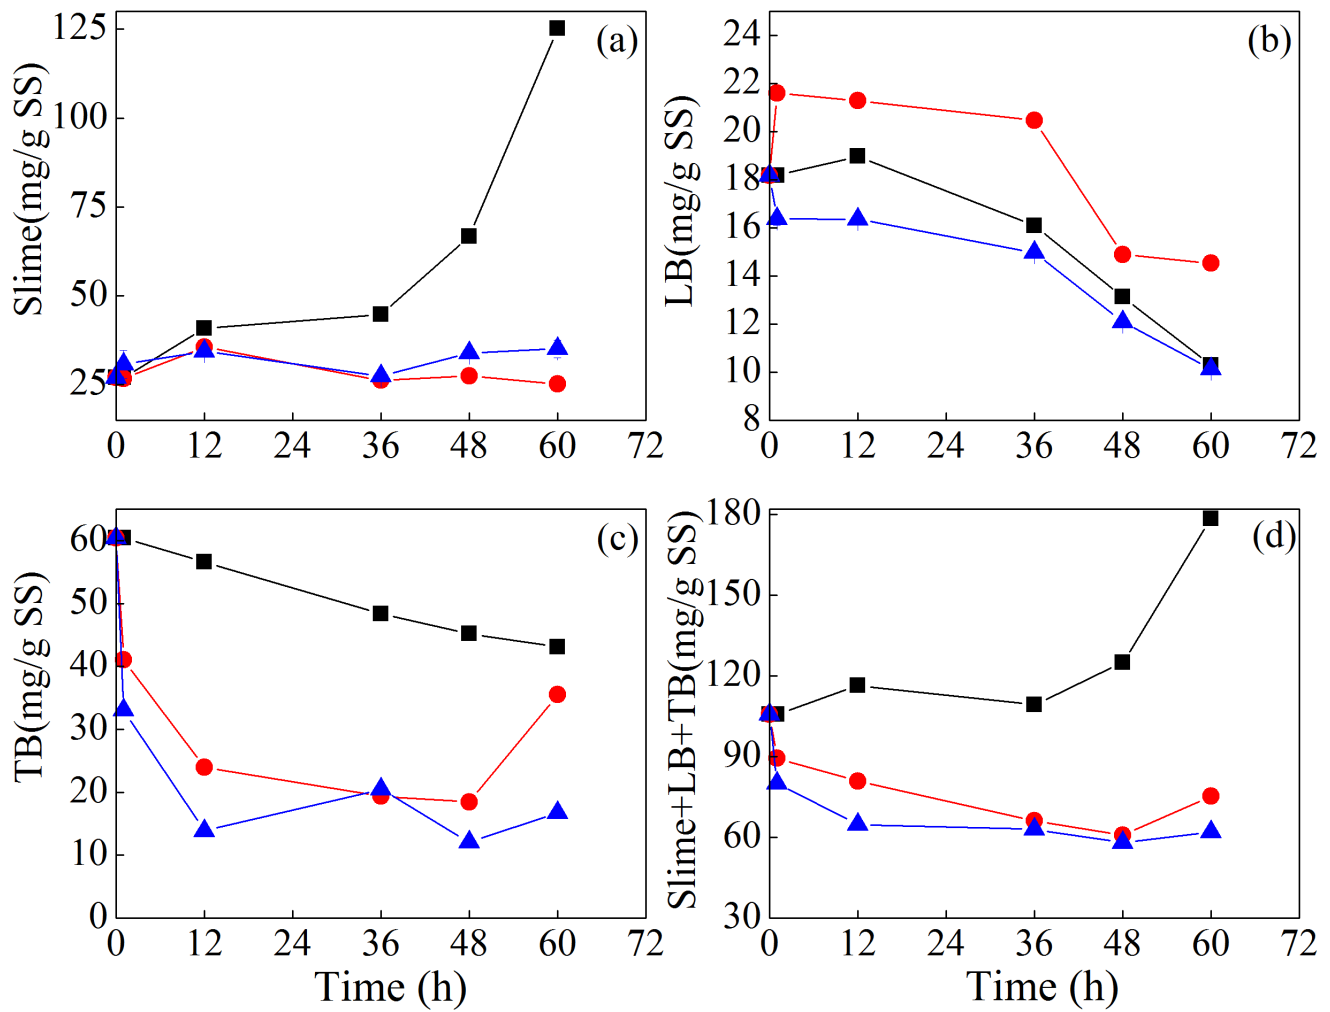 (a)
Slime(mg/g SS)
125
100
75
50
25
0 12 24 36 48 60 72
(b)
LB(mg/g SS)
24
22
20
18
16
14
12
10
8
0 12 24 36 48 60 72
(c)
TB(mg/g SS)
60
50
40
30
20
10
0
0 12 24 36 48 60 72
Time (h)
(d)
Slime+LB+TB(mg/g SS)
180
150
120
90
60
30
0 12 24 36 48 60 72
Time (h)